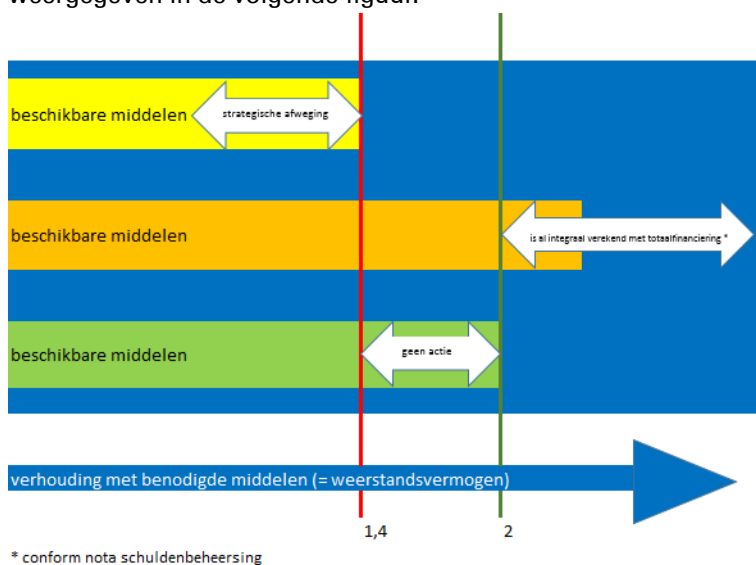 weergegeven in de volgende figuur.
beschikbare middelen
strategische afweging
beschikbare middelen
is al integraal verekend met totaalfinanciering *
beschikbare middelen
geen actie
verhouding met benodigde middelen (= weerstandsvermogen)
1,4
2
* conform nota schuldenbeheersing